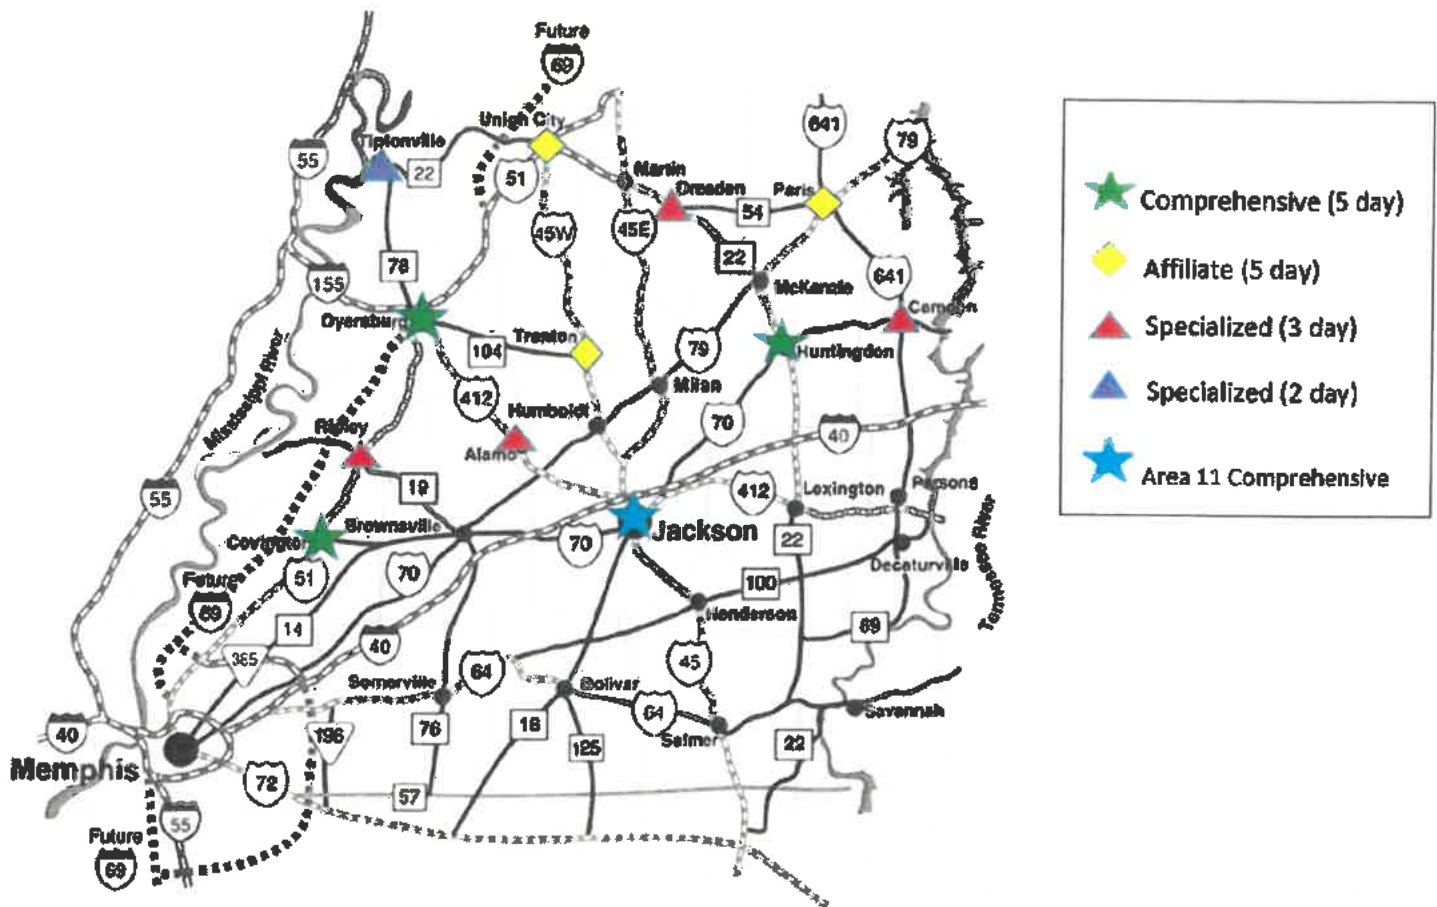 Future
69
Union City
641
79
55
Tiptonville
22
51
Martin
Dresden
Paris
54
45W
45E
22
78
155
641
McKenzie
Camden
Dyersburg
104
Trenton
79
Huntingdon
Mississippi River
412
Milan
Humboldt
70
40
Ripley
Alamo
19
412
Lexington
Parsons
55
Brownsville
Jackson
Covington
70
22
Tennessee River
51
70
Decaturville
Future
69
100
Henderson
14
40
69
385
64
45
Somerville
Bolivar
64
Savannah
40
196
76
18
125
Selmer
22
Memphis
72
57
55
Future
69
Comprehensive (5 day)
Affiliate (5 day)
Specialized (3 day)
Specialized (2 day)
Area 11 Comprehensive